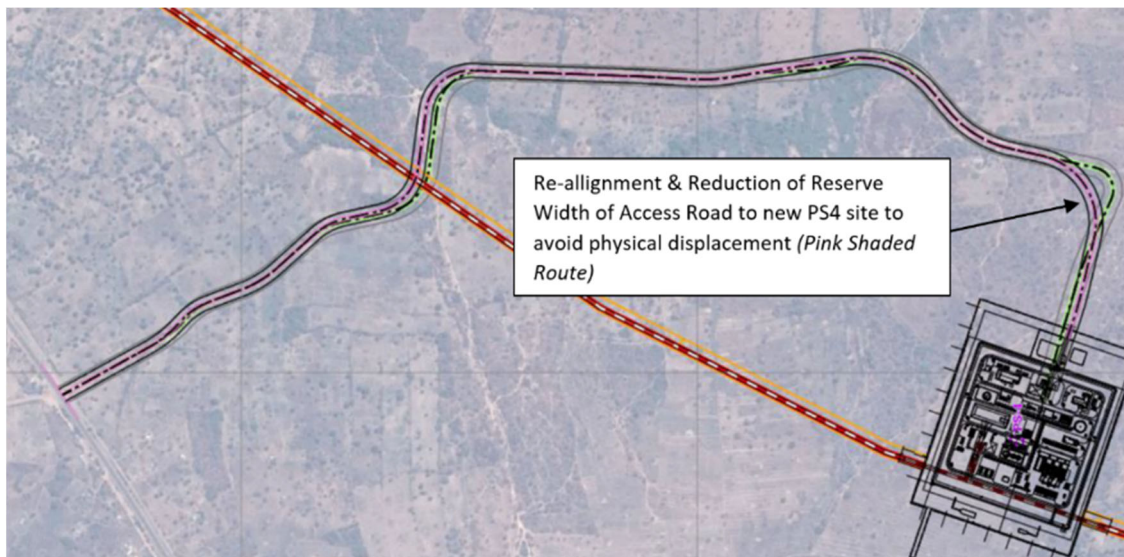 Re-allignment & Reduction of Reserve
Width of Access Road to new PS4 site to
avoid physical displacement (Pink Shaded
Route)